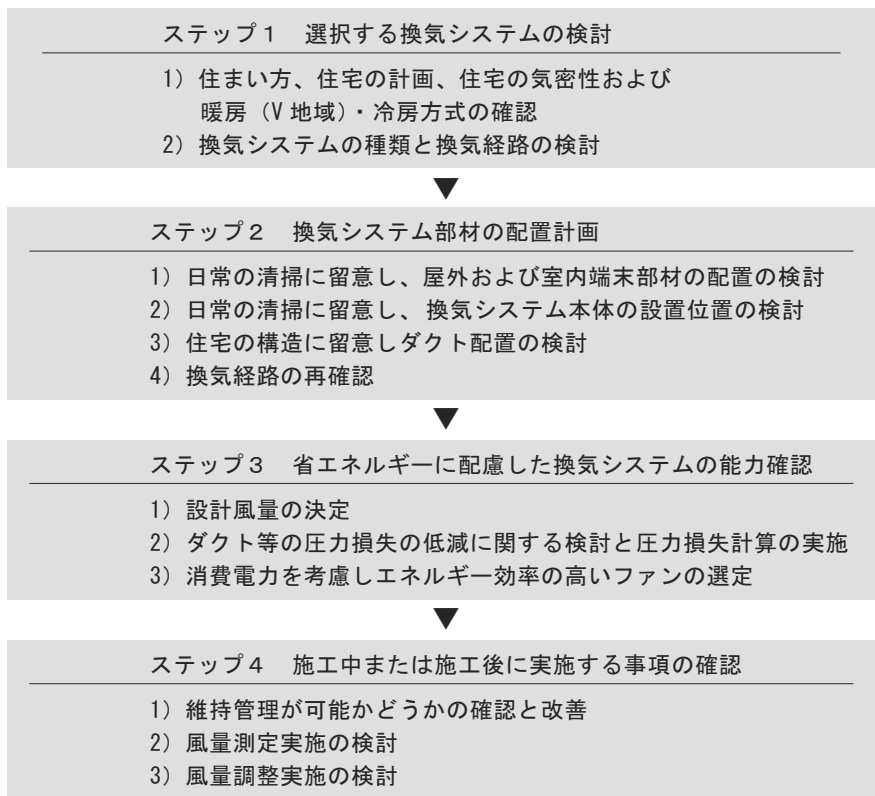 ステップ1　選択する換気システムの検討
1）住まい方、住宅の計画、住宅の気密性および
暖房（V 地域）・冷房方式の確認
2）換気システムの種類と換気経路の検討
▼
ステップ2　換気システム部材の配置計画
1）日常の清掃に留意し、屋外および室内端末部材の配置の検討
2）日常の清掃に留意し、換気システム本体の設置位置の検討
3）住宅の構造に留意しダクト配置の検討
4）換気経路の再確認
▼
ステップ3　省エネルギーに配慮した換気システムの能力確認
1）設計風量の決定
2）ダクト等の圧力損失の低減に関する検討と圧力損失計算の実施
3）消費電力を考慮しエネルギー効率の高いファンの選定
▼
ステップ4　施工中または施工後に実施する事項の確認
1）維持管理が可能かどうかの確認と改善
2）風量測定実施の検討
3）風量調整実施の検討